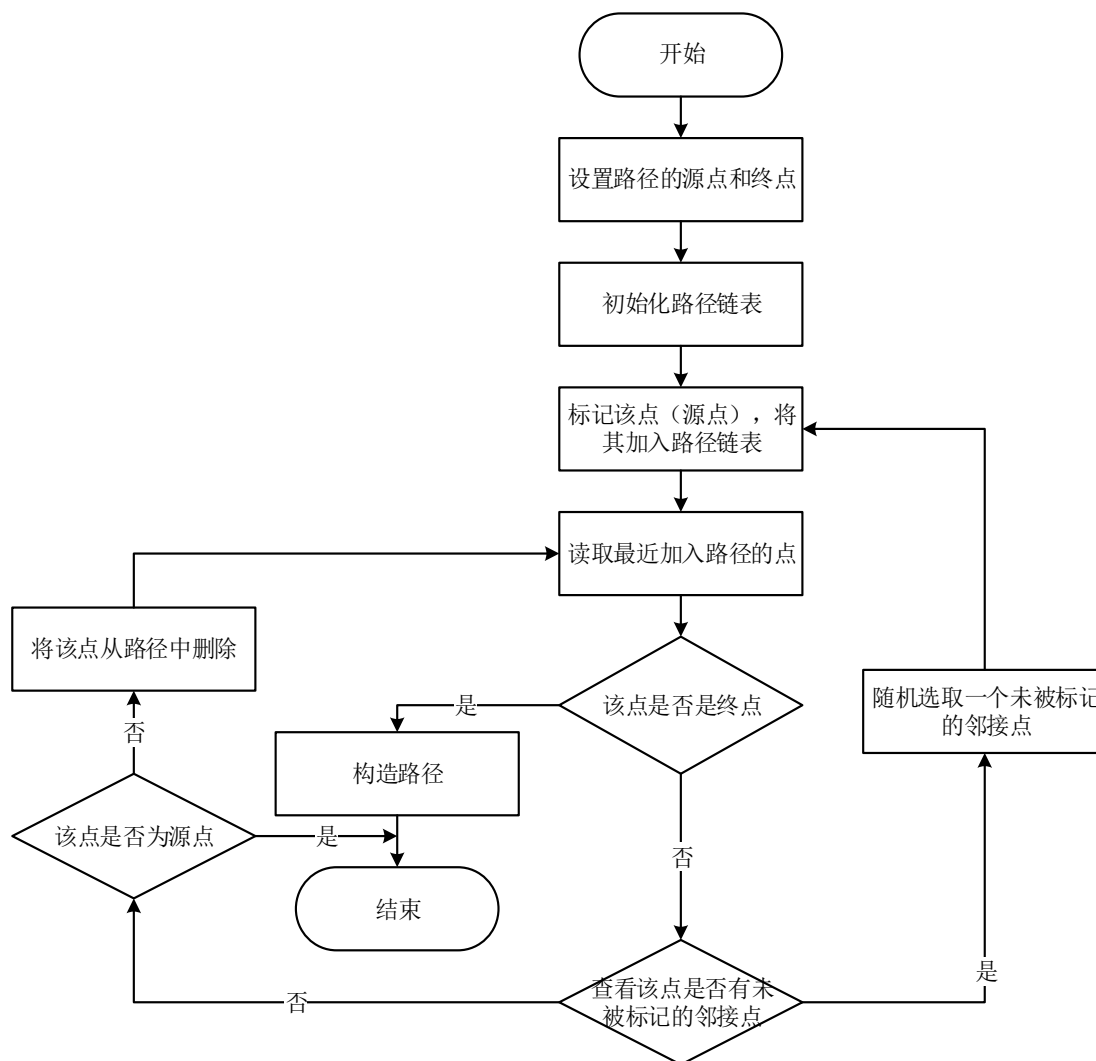 开始
设置路径的源点和终点
初始化路径链表
标记该点（源点），将
其加入路径链表
读取最近加入路径的点
将该点从路径中删除
该点是否是终点
随机选取一个未被标记
的邻接点
是
否
构造路径
该点是否为源点
是
否
结束
查看该点是否有未
被标记的邻接点
是
否